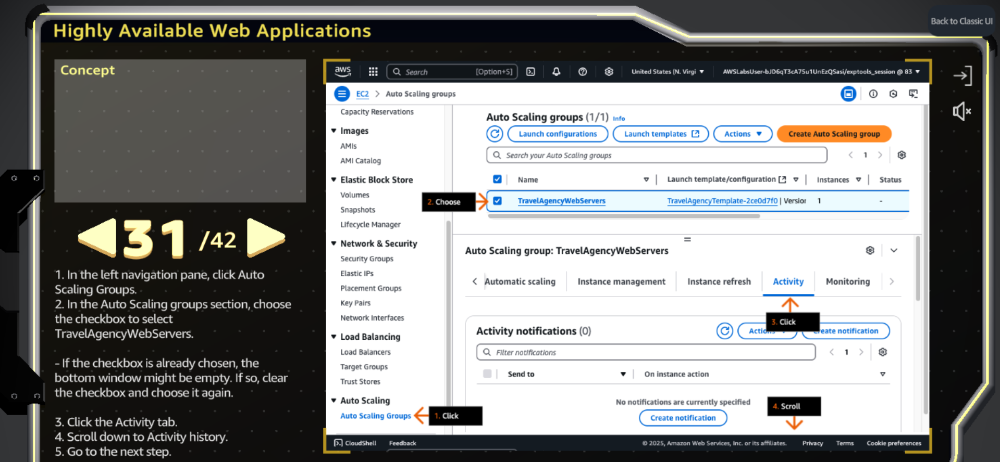 Back to Classic UI
Highly Available Web Applications
Concept
31 /42
1. In the left navigation pane, click Auto
Scaling Groups.
2. In the Auto Scaling groups section, choose
the checkbox to select
TravelAgencyWebServers.
- If the checkbox is already chosen, the
bottom window might be empty. If so, clear
the checkbox and choose it again.
3. Click the Activity tab.
4. Scroll down to Activity history.
5. Go to the next step.
aws
Search [Option+S]
United States (N. Virgi
AWSLabsUser-bJD6qT3cA75u1UnEzQSasi/exptools_session @ 83
EC2 > Auto Scaling groups
Capacity Reservations
Images
AMIs
AMI Catalog
Elastic Block Store
Volumes
Snapshots
Lifecycle Manager
Network & Security
Security Groups
Elastic IPs
Placement Groups
Key Pairs
Network Interfaces
Load Balancing
Load Balancers
Target Groups
Trust Stores
Auto Scaling
Auto Scaling Groups
1. Click
Auto Scaling groups (1/1) Info
Launch configurations
Launch templates
Actions
Create Auto Scaling group
Search your Auto Scaling groups
1
Name
Launch template/configuration
Instances
Status
2. Choose
TravelAgencyWebServers
TravelAgencyTemplate-2ce0d7f0 | Version
1
-
Auto Scaling group: TravelAgencyWebServers
Automatic scaling
Instance management
Instance refresh
Activity
Monitoring
3. Click
Activity notifications (0)
Actions
Create notification
Filter notifications
1
Send to
On instance action
No notifications are currently specified
Create notification
4. Scroll
CloudShell
Feedback
© 2025, Amazon Web Services, Inc. or its affiliates.
Privacy
Terms
Cookie preferences